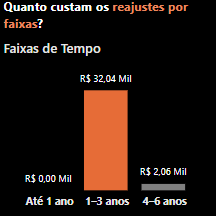 Quanto custam os reajustes por
faixas?
Faixas de Tempo
R$ 32,04 Mil
R$ 0,00 Mil
R$ 2,06 Mil
Até 1 ano
1–3 anos
4–6 anos